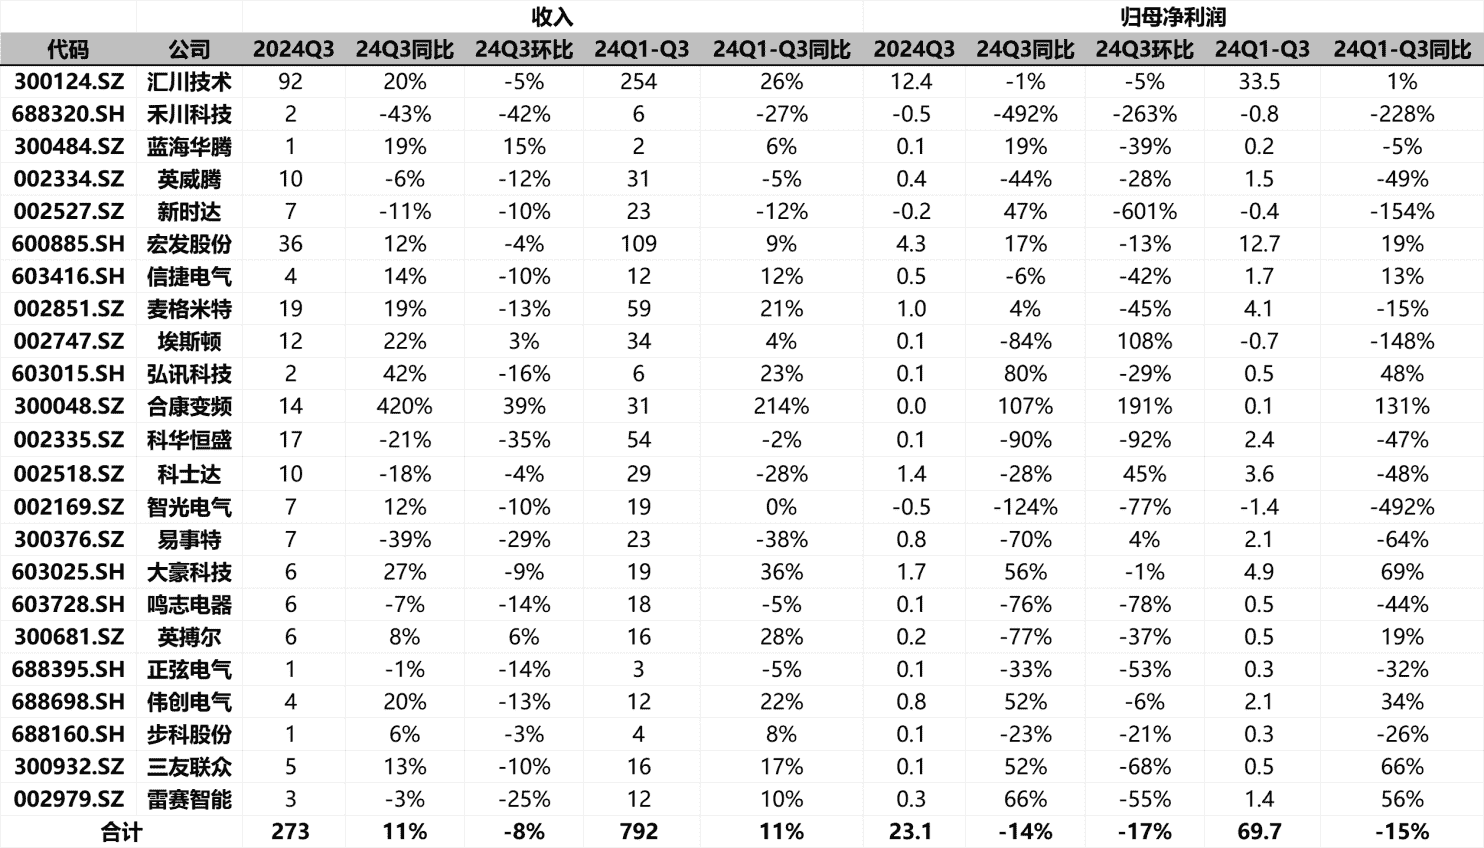 收入 归母净利润
代码 公司 2024Q3 24Q3同比 24Q3环比 24Q1-Q3 24Q1-Q3同比 2024Q3 24Q3同比 24Q3环比 24Q1-Q3 24Q1-Q3同比
300124.SZ 汇川技术 92 20% -5% 254 26% 12.4 -1% -5% 33.5 1%
688320.SH 禾川科技 2 -43% -42% 6 -27% -0.5 -492% -263% -0.8 -228%
300484.SZ 蓝海华腾 1 19% 15% 2 6% 0.1 19% -39% 0.2 -5%
002334.SZ 英威腾 10 -6% -12% 31 -5% 0.4 -44% -28% 1.5 -49%
002527.SZ 新时达 7 -11% -10% 23 -12% -0.2 47% -601% -0.4 -154%
600885.SH 宏发股份 36 12% -4% 109 9% 4.3 17% -13% 12.7 19%
603416.SH 信捷电气 4 14% -10% 12 12% 0.5 -6% -42% 1.7 13%
002851.SZ 麦格米特 19 19% -13% 59 21% 1.0 4% -45% 4.1 -15%
002747.SZ 埃斯顿 12 22% 3% 34 4% 0.1 -84% 108% -0.7 -148%
603015.SH 弘讯科技 2 42% -16% 6 23% 0.1 80% -29% 0.5 48%
300048.SZ 合康变频 14 420% 39% 31 214% 0.0 107% 191% 0.1 131%
002335.SZ 科华恒盛 17 -21% -35% 54 -2% 0.1 -90% -92% 2.4 -47%
002518.SZ 科士达 10 -18% -4% 29 -28% 1.4 -28% 45% 3.6 -48%
002169.SZ 智光电气 7 12% -10% 19 0% -0.5 -124% -77% -1.4 -492%
300376.SZ 易事特 7 -39% -29% 23 -38% 0.8 -70% 4% 2.1 -64%
603025.SH 大豪科技 6 27% -9% 19 36% 1.7 56% -1% 4.9 69%
603728.SH 鸣志电器 6 -7% -14% 18 -5% 0.1 -76% -78% 0.5 -44%
300681.SZ 英搏尔 6 8% 6% 16 28% 0.2 -77% -37% 0.5 19%
688395.SH 正弦电气 1 -1% -14% 3 -5% 0.1 -33% -53% 0.3 -32%
688698.SH 伟创电气 4 20% -13% 12 22% 0.8 52% -6% 2.1 34%
688160.SH 步科股份 1 6% -3% 4 8% 0.1 -23% -21% 0.3 -26%
300932.SZ 三友联众 5 13% -10% 16 17% 0.1 52% -68% 0.5 66%
002979.SZ 雷赛智能 3 -3% -25% 12 10% 0.3 66% -55% 1.4 56%
合计 273 11% -8% 792 11% 23.1 -14% -17% 69.7 -15%